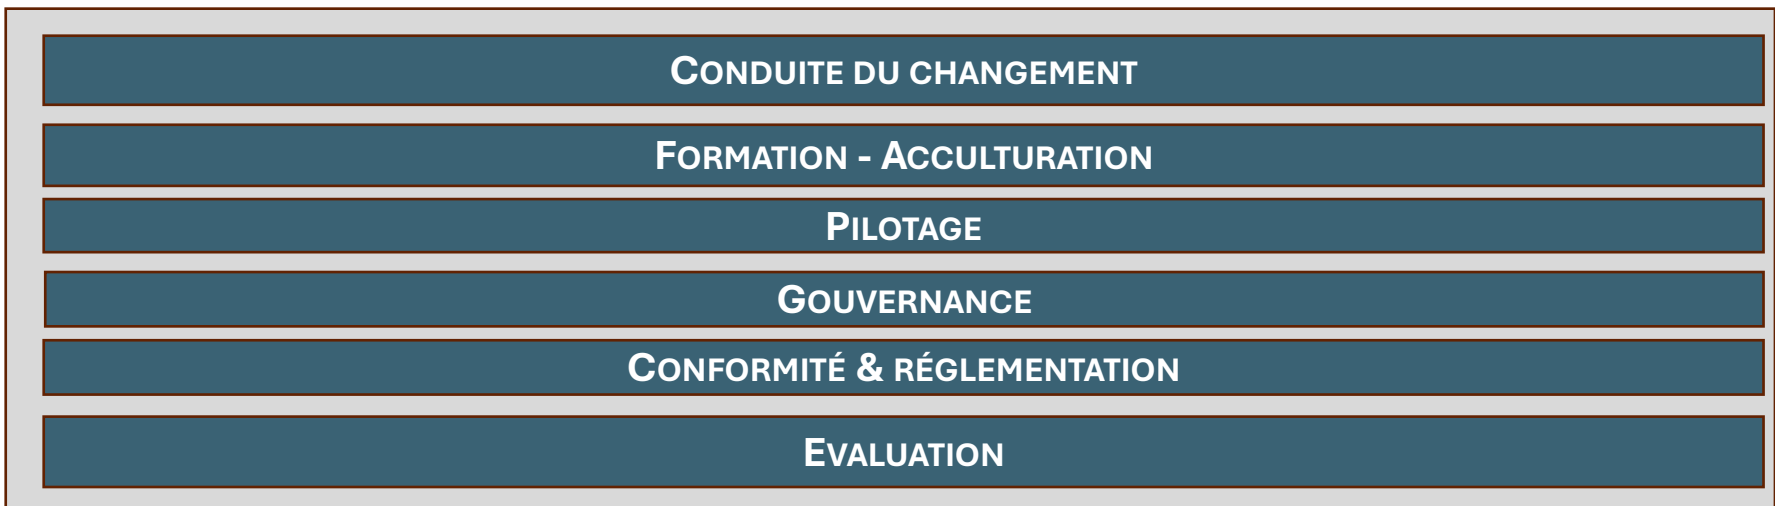 CONDUITE DU CHANGEMENT
FORMATION - ACCULTURATION
PILOTAGE
GOUVERNANCE
CONFORMITÉ & RÉGLEMENTATION
EVALUATION